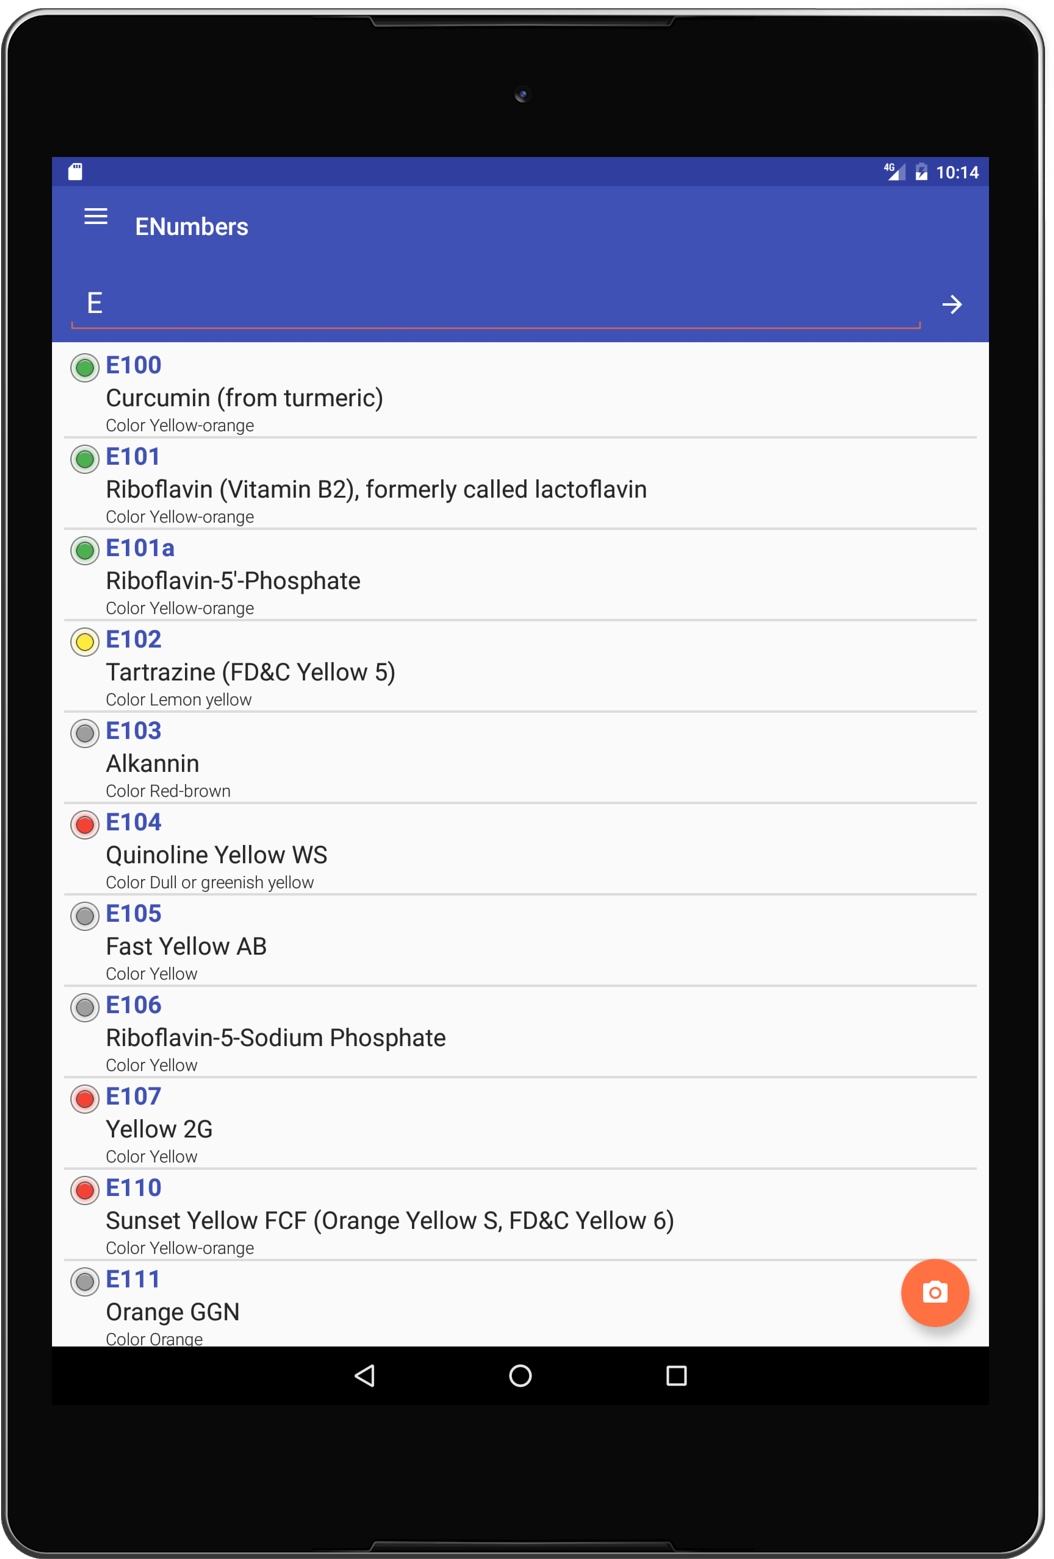 4G 10:14
ENumbers
E
E100
Curcumin (from turmeric)
Color Yellow-orange
E101
Riboflavin (Vitamin B2), formerly called lactoflavin
Color Yellow-orange
E101a
Riboflavin-5'-Phosphate
Color Yellow-orange
E102
Tartrazine (FD&C Yellow 5)
Color Lemon yellow
E103
Alkannin
Color Red-brown
E104
Quinoline Yellow WS
Color Dull or greenish yellow
E105
Fast Yellow AB
Color Yellow
E106
Riboflavin-5-Sodium Phosphate
Color Yellow
E107
Yellow 2G
Color Yellow
E110
Sunset Yellow FCF (Orange Yellow S, FD&C Yellow 6)
Color Yellow-orange
E111
Orange GGN
Color Orange